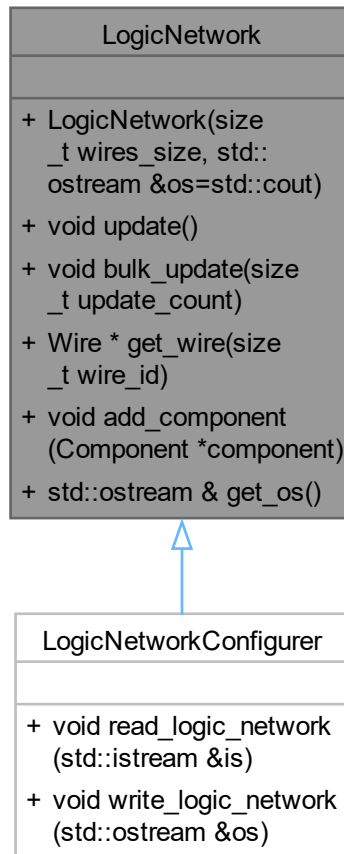 LogicNetwork
+ LogicNetwork(size
_t wires_size, std::
ostream &os=std::cout)
+ void update()
+ void bulk_update(size
_t update_count)
+ Wire * get_wire(size
_t wire_id)
+ void add_component
(Component *component)
+ std::ostream & get_os()
LogicNetworkConfigurer
+ void read_logic_network
(std::istream &is)
+ void write_logic_network
(std::ostream &os)